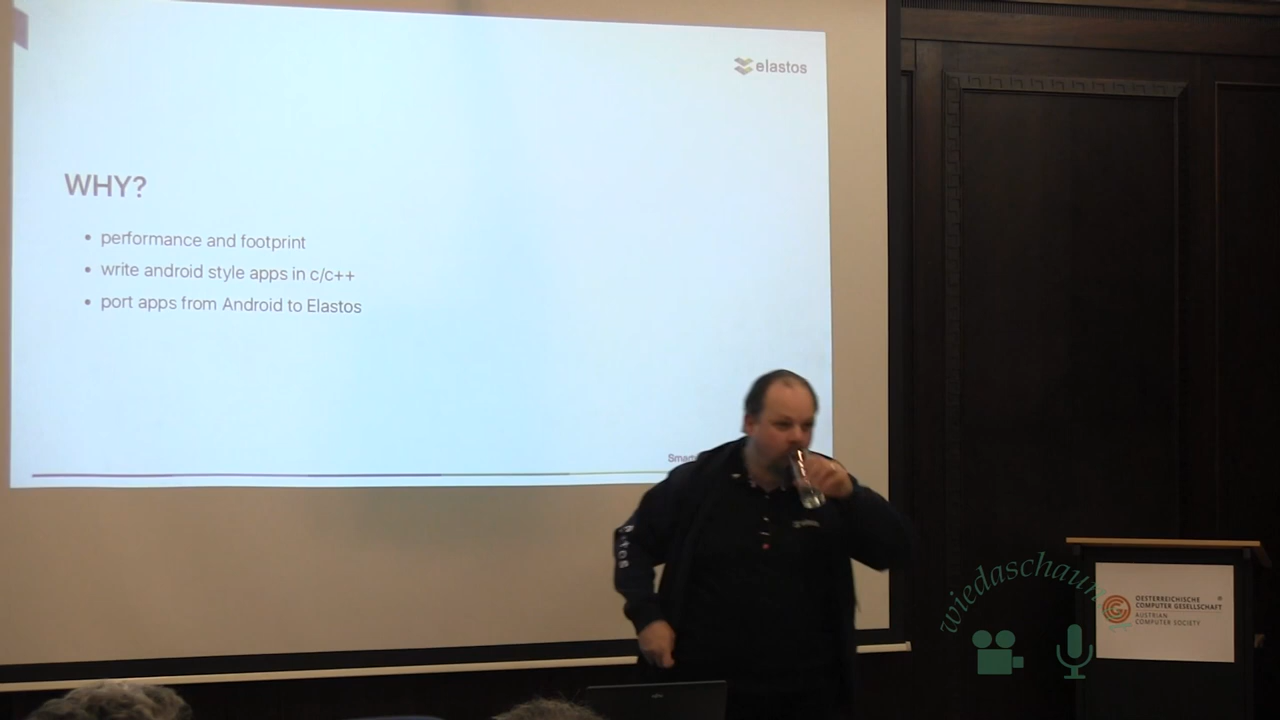 elastos
WHY?
• performance and footprint
• write android style apps in c/c++
• port apps from Android to Elastos
wiedaschaun
OESTERREICHISCHE
COMPUTER GESELLSCHAFT
AUSTRIAN
COMPUTER SOCIETY